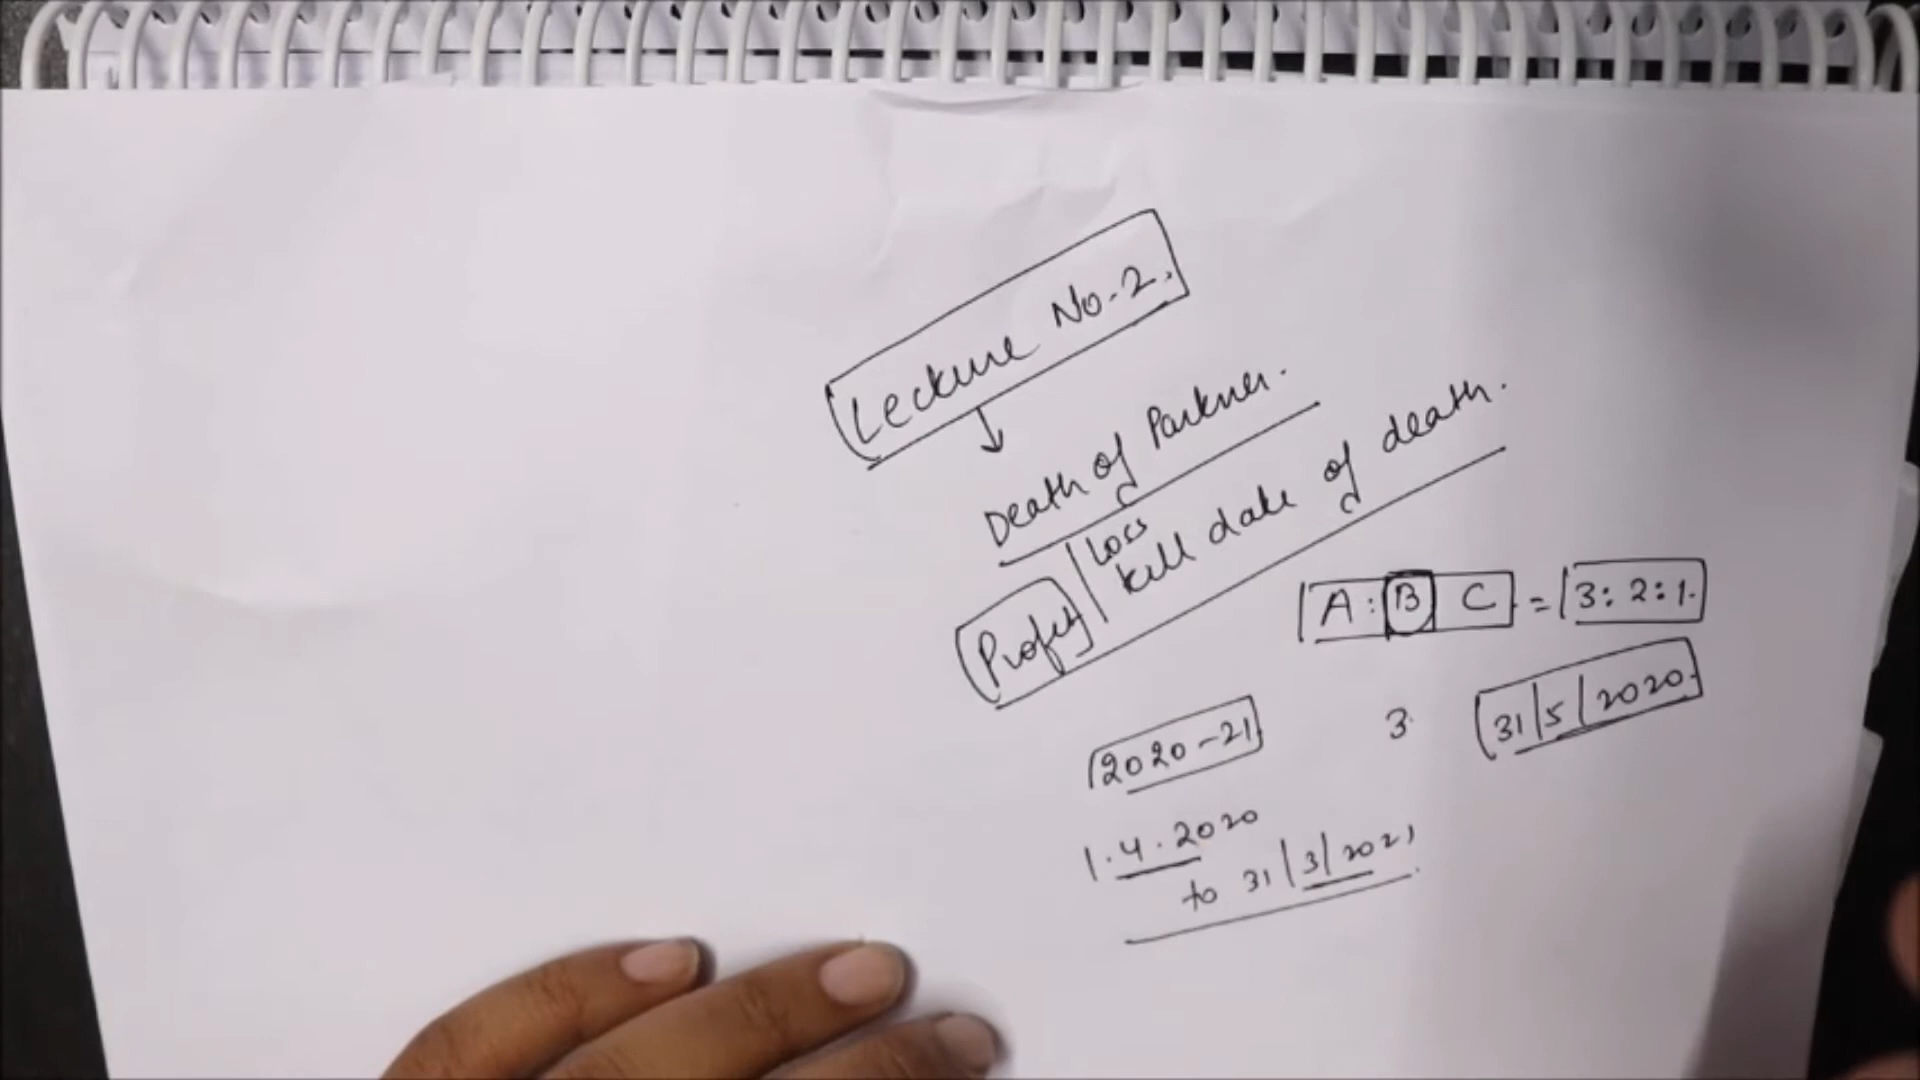 Lecture No-2.
Death of Partner.
Profit/Loss till date of death.
A : B C = 3:2:1.
2020-21 3 31/5/2020.
1.4.2020
to 31/3/2021